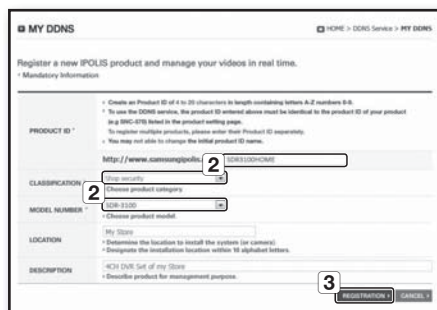 MY DDNS
HOME > DDNS Service > MY DDNS
Register a new IPOLIS product and manage your videos in real time.
• Mandatory Information
PRODUCT ID *
• Create an Product ID of 4 to 20 characters in length containing letters A-Z numbers 0-9.
* To use the DDNS service, the product ID entered above must be identical to the product ID of your product
(e.g SNC-570) listed in the product setting page.
To register multiple products, please enter their Product ID separately.
• You may not able to change the initial product ID name.
http://www.samsungipolis. SDR3100HOME
2
CLASSIFICATION
Shop security
2
Choose product category.
MODEL NUMBER *
SDR-3100
• Choose product model.
LOCATION
My Store
• Determine the location to install the system (or camera)
• Designate the installation location within 10 alphabet letters.
DESCRIPTION
4CH DVR Set of my Store
• Describe product for management purpose.
3
REGISTRATION > CANCEL >